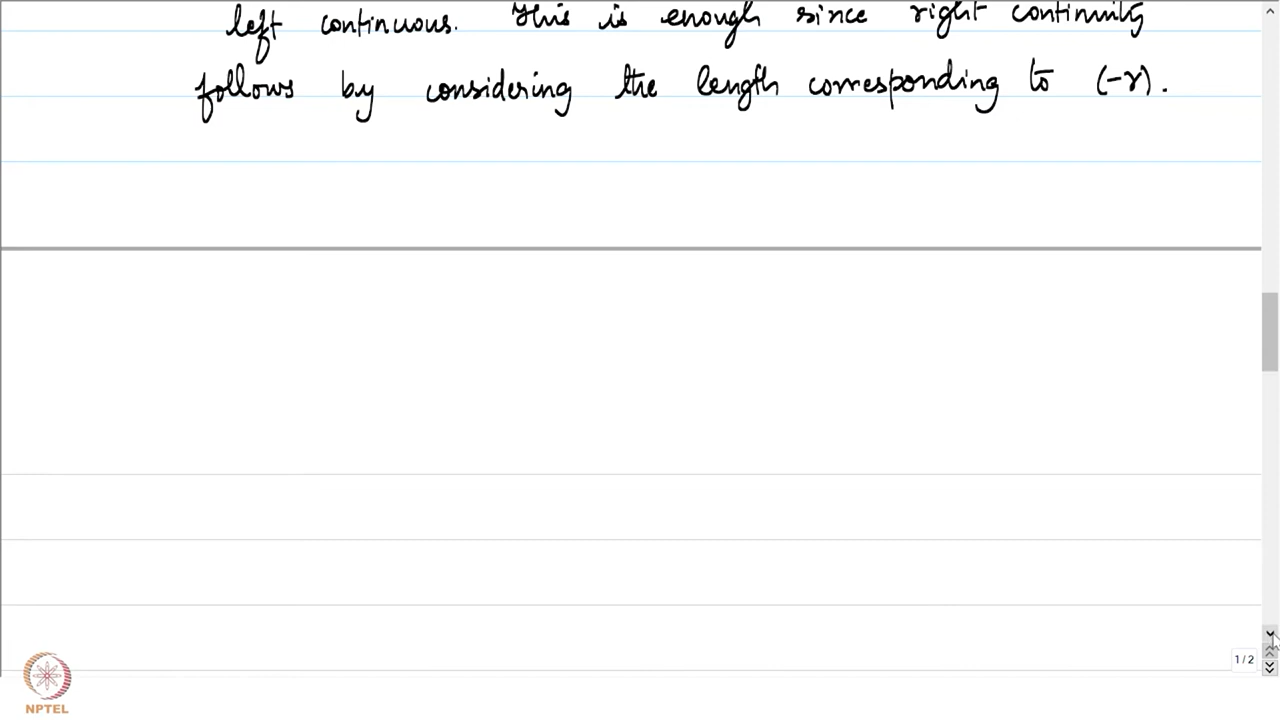 left continuous. This is enough since right continuity
follows by considering the length corresponding to (-γ).
1/2
NPTEL